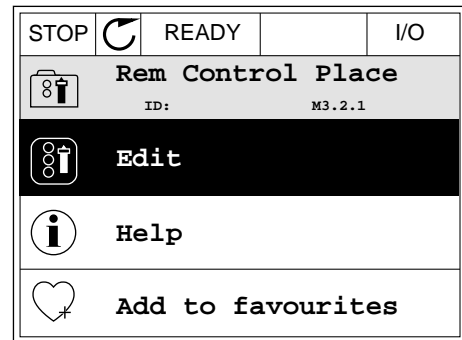 STOP READY I/O
Rem Control Place
ID: M3.2.1
Edit
Help
Add to favourites